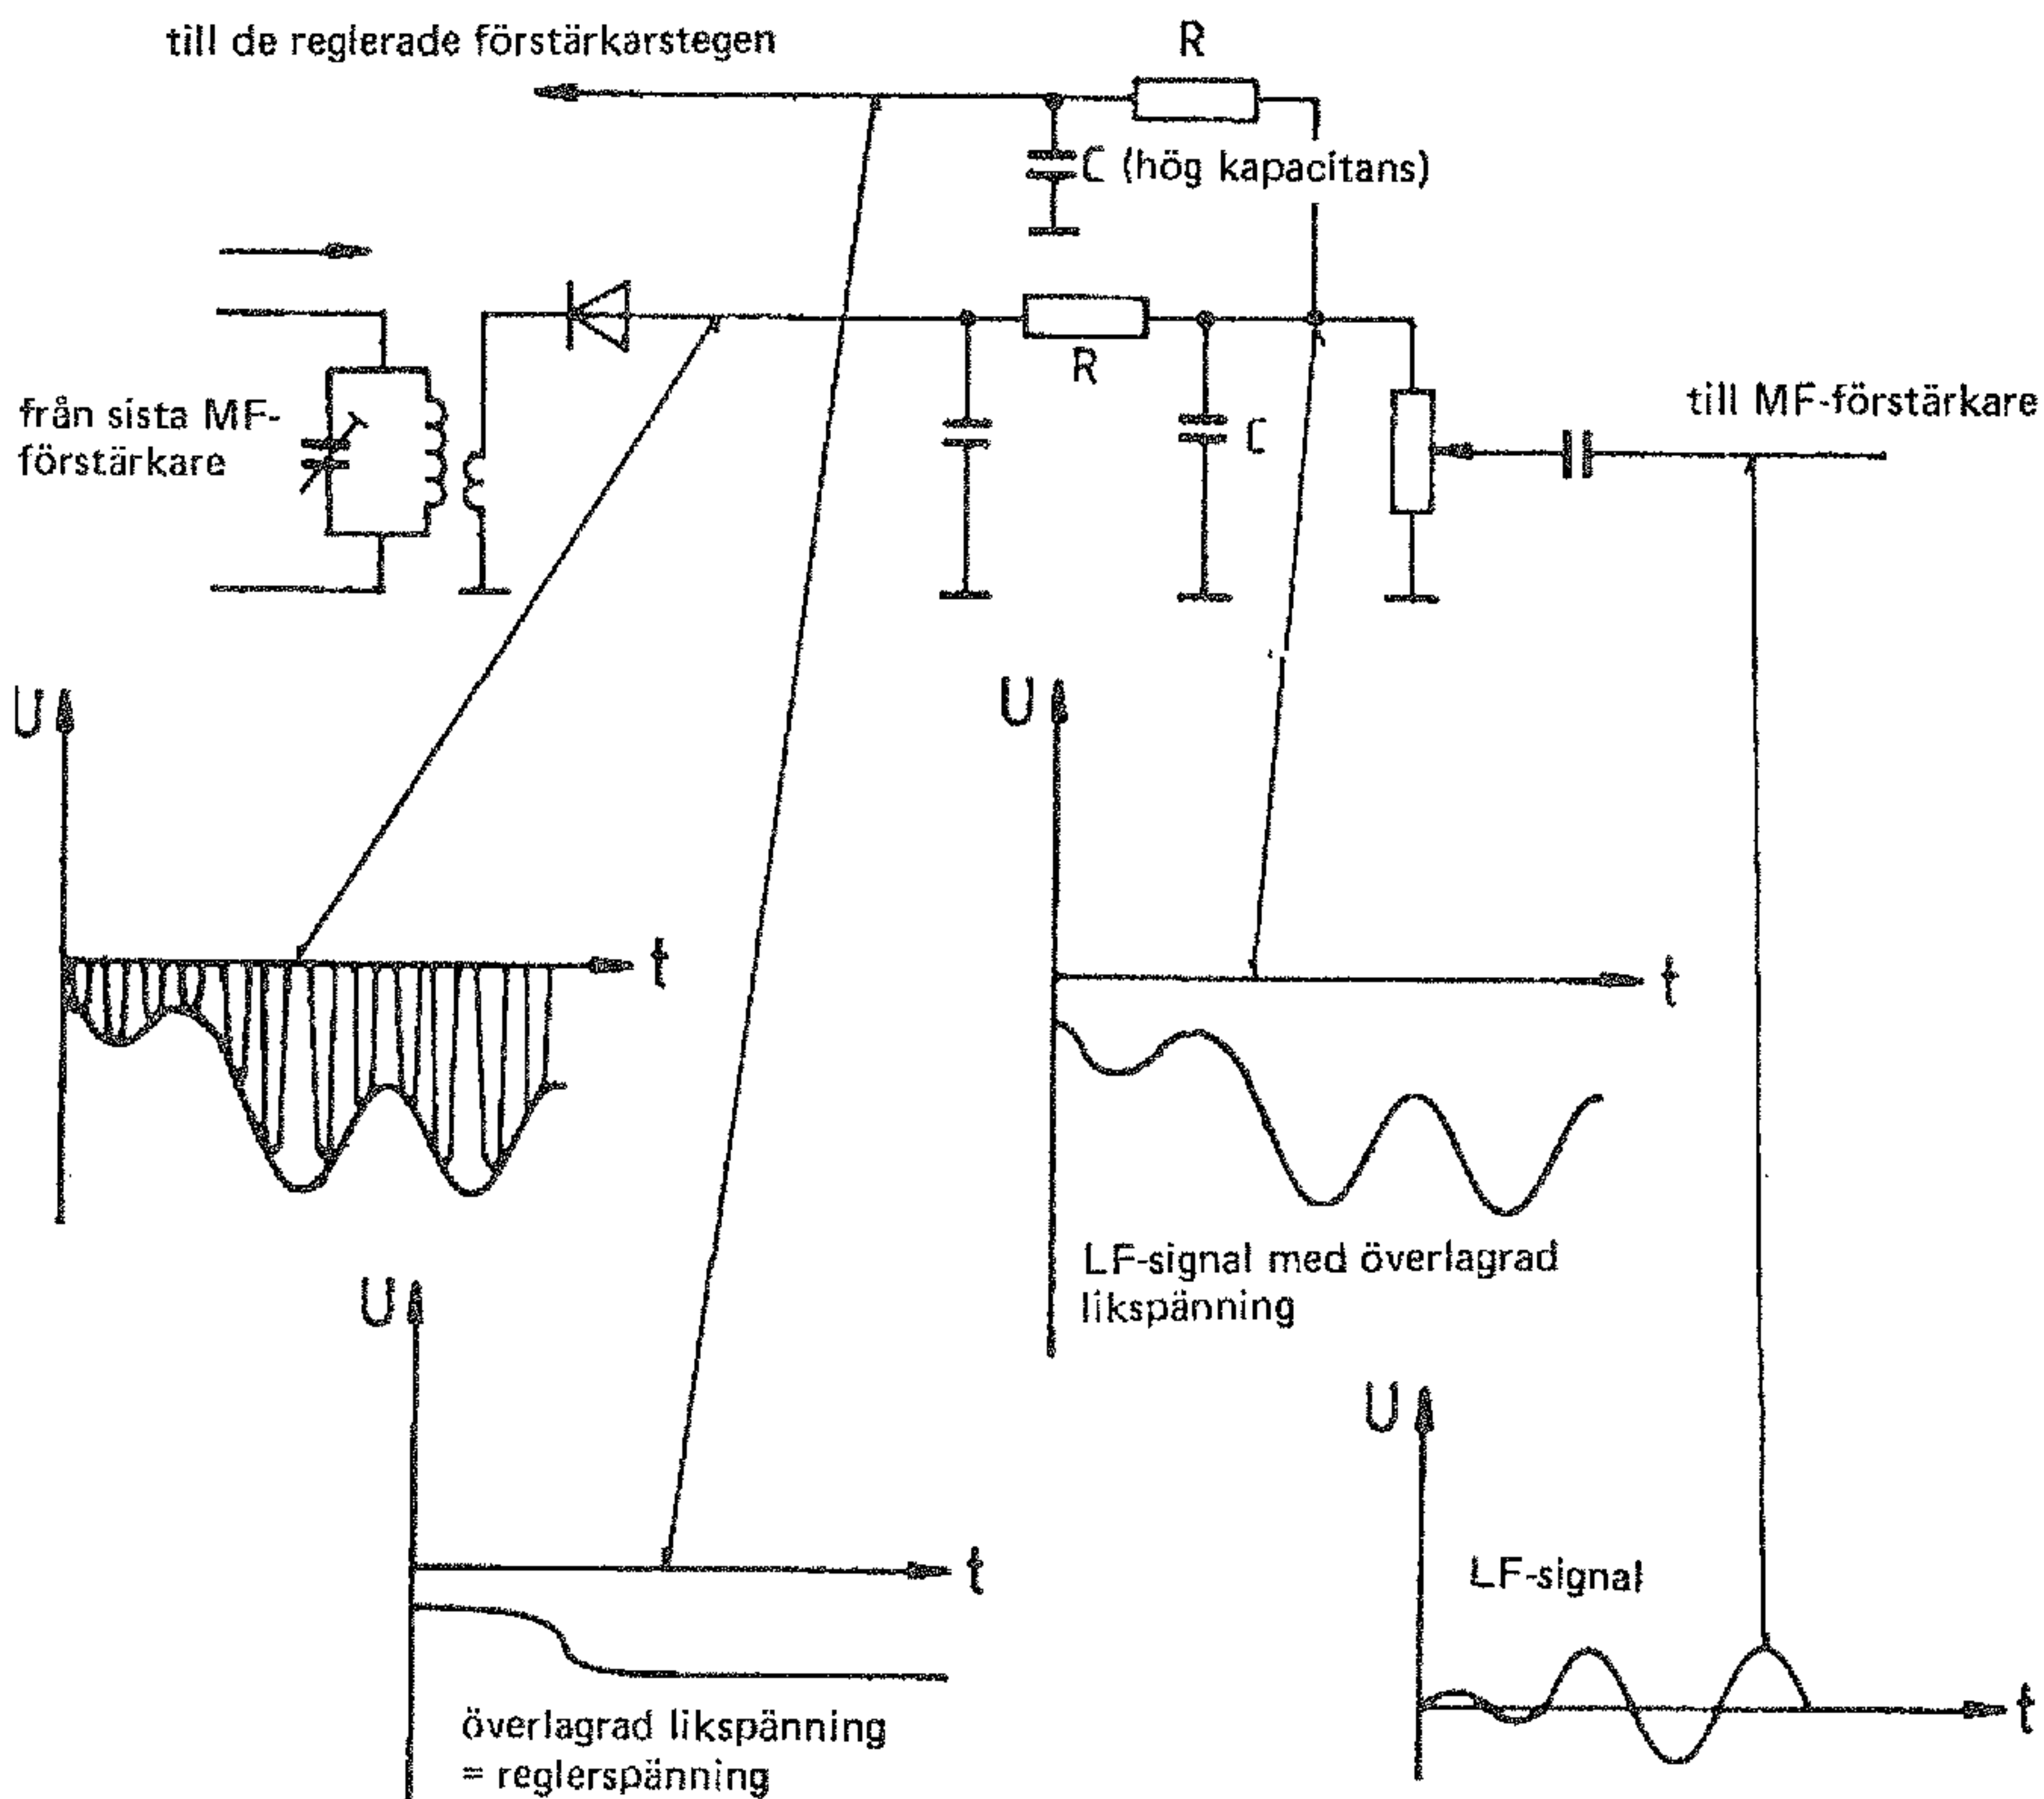 till de reglerade förstärkarstegen
R
C (hög kapacitans)
R
från sista MF-
förstärkare
C
till MF-förstärkare
U
U
t
t
LF-signal med överlagrad
likspänning
U
U
t
LF-signal
t
överlagrad likspänning
= reglerspänning